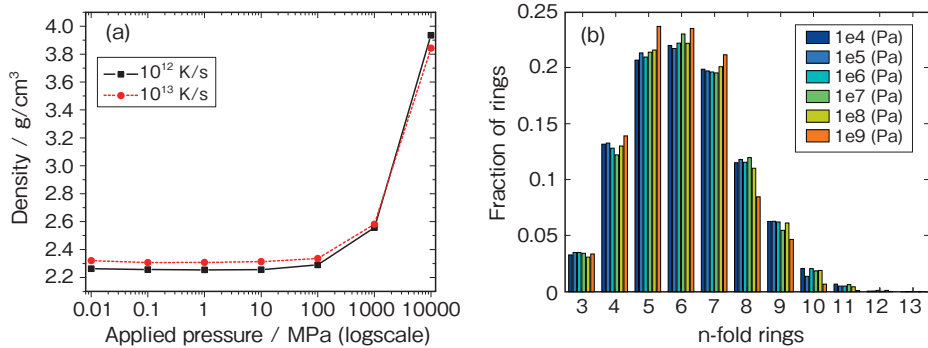 (a)
10¹² K/s
10¹³ K/s
Density / g/cm³
4.0
3.8
3.6
3.4
3.2
3.0
2.8
2.6
2.4
2.2
0.01 0.1 1 10 100 1000 10000
Applied pressure / MPa (logscale)
(b)
1e4 (Pa)
1e5 (Pa)
1e6 (Pa)
1e7 (Pa)
1e8 (Pa)
1e9 (Pa)
Fraction of rings
0.25
0.20
0.15
0.1
0.05
0
3 4 5 6 7 8 9 10 11 12 13
n-fold rings